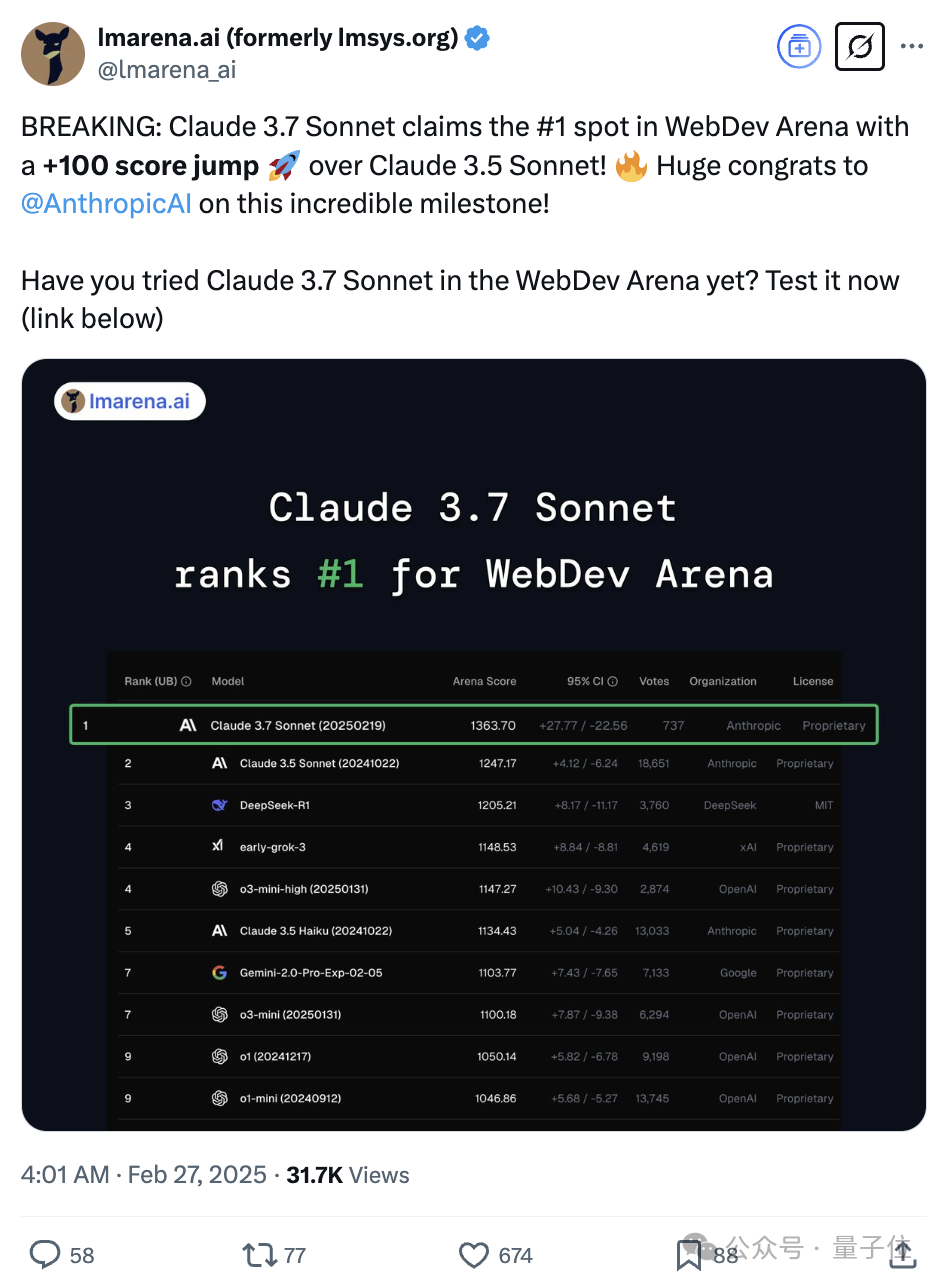 lmarena.ai (formerly lmsys.org)
@lmarena_ai
BREAKING: Claude 3.7 Sonnet claims the #1 spot in WebDev Arena with
a +100 score jump 🚀 over Claude 3.5 Sonnet! 🔥 Huge congrats to
@AnthropicAI on this incredible milestone!
Have you tried Claude 3.7 Sonnet in the WebDev Arena yet? Test it now
(link below)
lmarena.ai
Claude 3.7 Sonnet
ranks #1 for WebDev Arena
Rank (UB) Model Arena Score 95% CI Votes Organization License
1 Claude 3.7 Sonnet (20250219) 1363.70 +27.77 / -22.56 737 Anthropic Proprietary
2 Claude 3.5 Sonnet (20241022) 1247.17 +4.12 / -6.24 18,651 Anthropic Proprietary
3 DeepSeek-R1 1205.21 +8.17 / -11.17 3,760 DeepSeek MIT
4 early-grok-3 1148.53 +8.84 / -8.81 4,619 xAI Proprietary
4 o3-mini-high (20250131) 1147.27 +10.43 / -9.30 2,874 OpenAI Proprietary
5 Claude 3.5 Haiku (20241022) 1134.43 +5.04 / -4.26 13,033 Anthropic Proprietary
7 Gemini-2.0-Pro-Exp-02-05 1103.77 +7.43 / -7.65 7,133 Google Proprietary
7 o3-mini (20250131) 1100.18 +7.87 / -9.38 6,294 OpenAI Proprietary
9 o1 (20241217) 1050.14 +5.82 / -6.78 9,198 OpenAI Proprietary
9 o1-mini (20240912) 1046.86 +5.68 / -5.27 13,745 OpenAI Proprietary
4:01 AM · Feb 27, 2025 · 31.7K Views
58 77 674 88
公众号 · 量子位